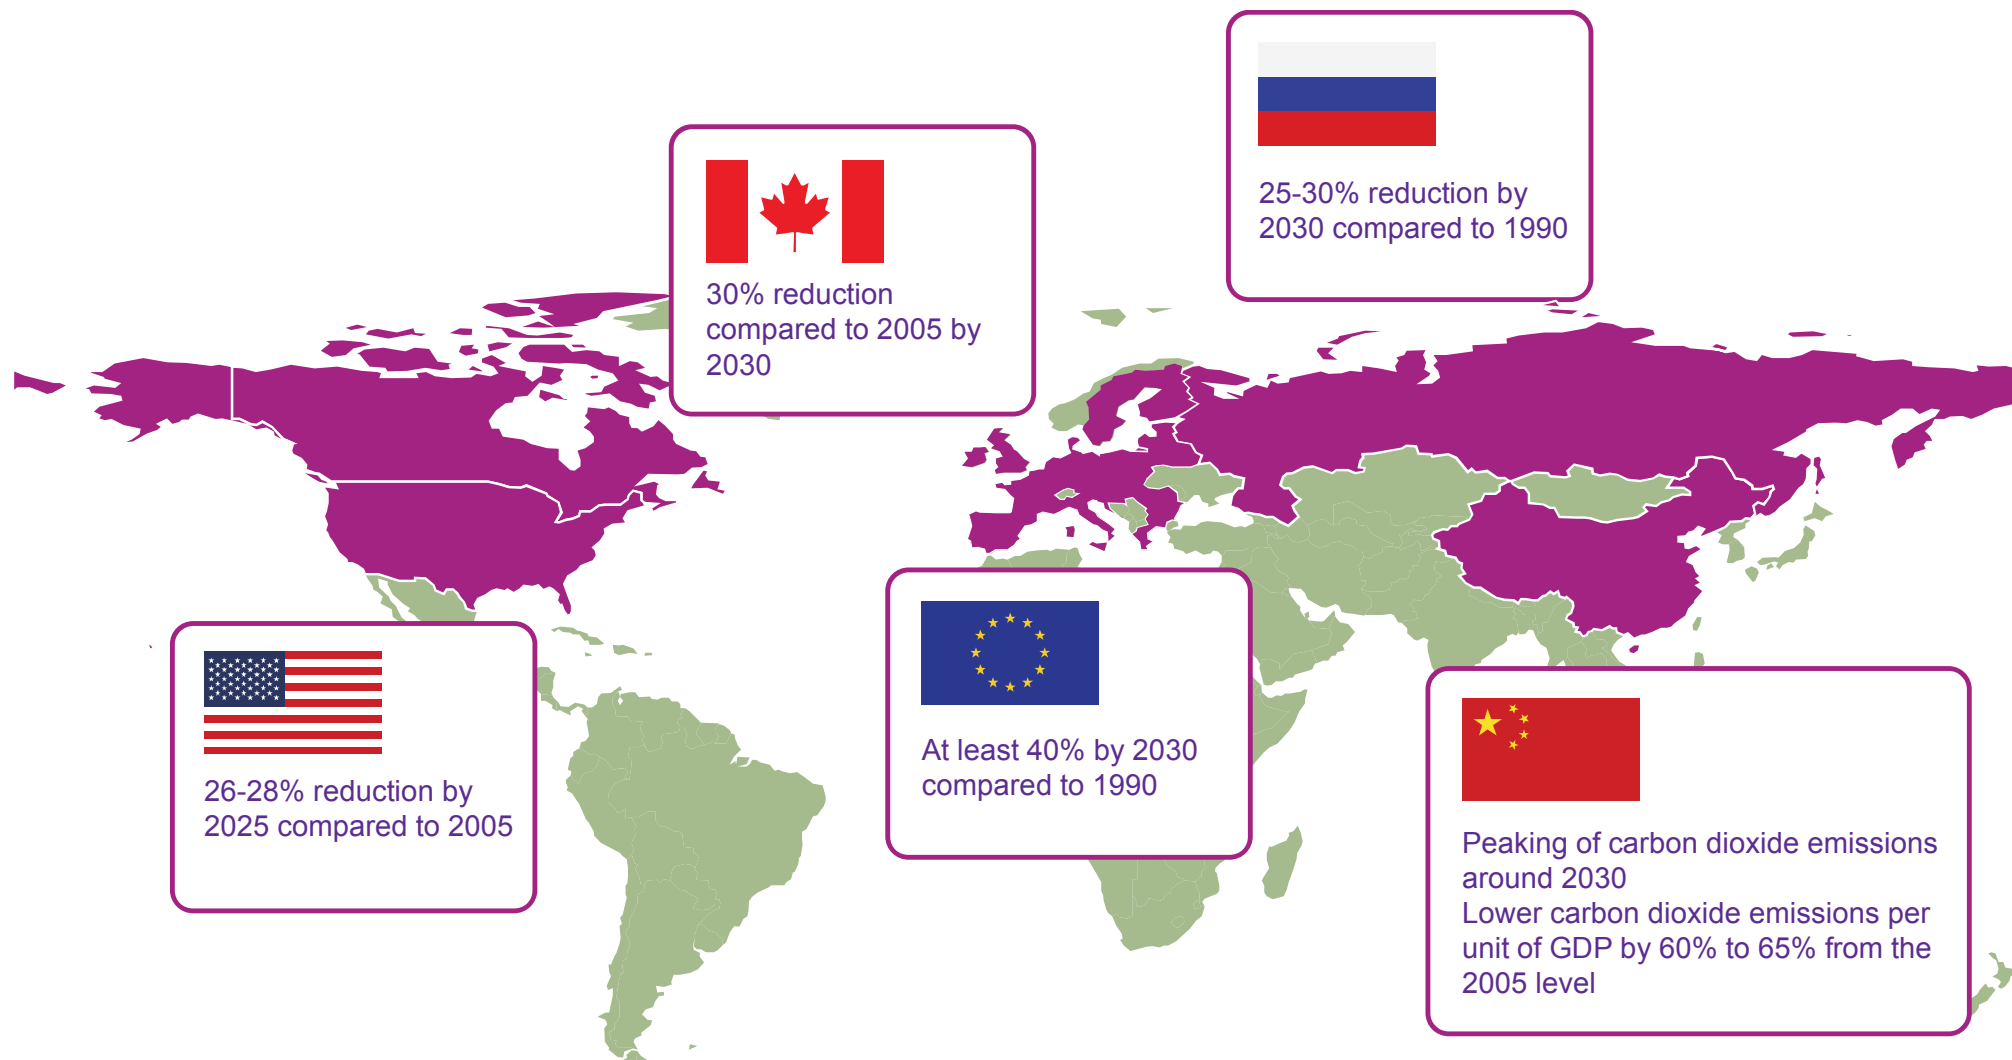 25-30% reduction by
2030 compared to 1990
30% reduction
compared to 2005 by
2030
26-28% reduction by
2025 compared to 2005
At least 40% by 2030
compared to 1990
Peaking of carbon dioxide emissions
around 2030
Lower carbon dioxide emissions per
unit of GDP by 60% to 65% from the
2005 level